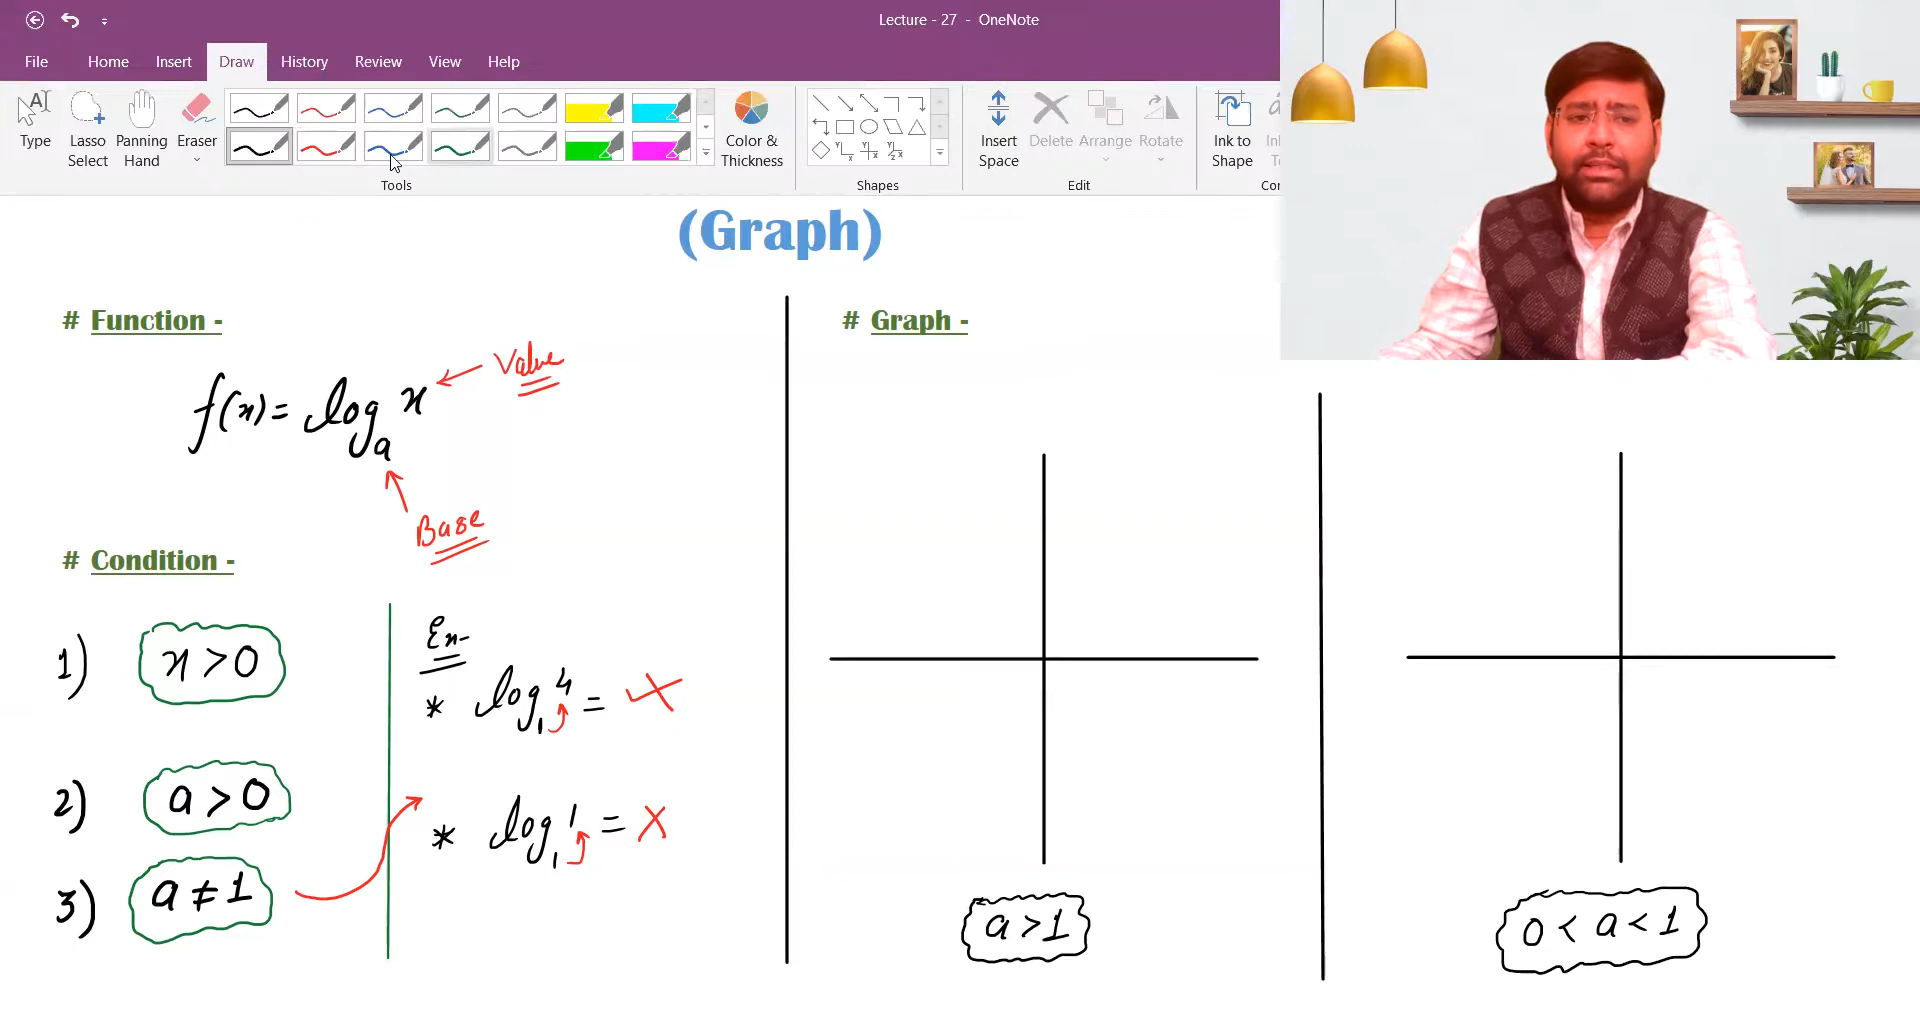 Lecture - 27 - OneNote
File Home Insert Draw History Review View Help
Type
Lasso Select
Panning Hand
Eraser
Color & Thickness
Insert Space
Delete
Arrange
Rotate
Ink to Shape
Tools
Shapes
Edit
(Graph)
# Function -
f(x) = log_a x
Value
Base
# Condition -
1) x > 0
2) a > 0
3) a ≠ 1
Ex-
* log_1 4 = ×
* log_1 1 = ×
# Graph -
a > 1
0 < a < 1